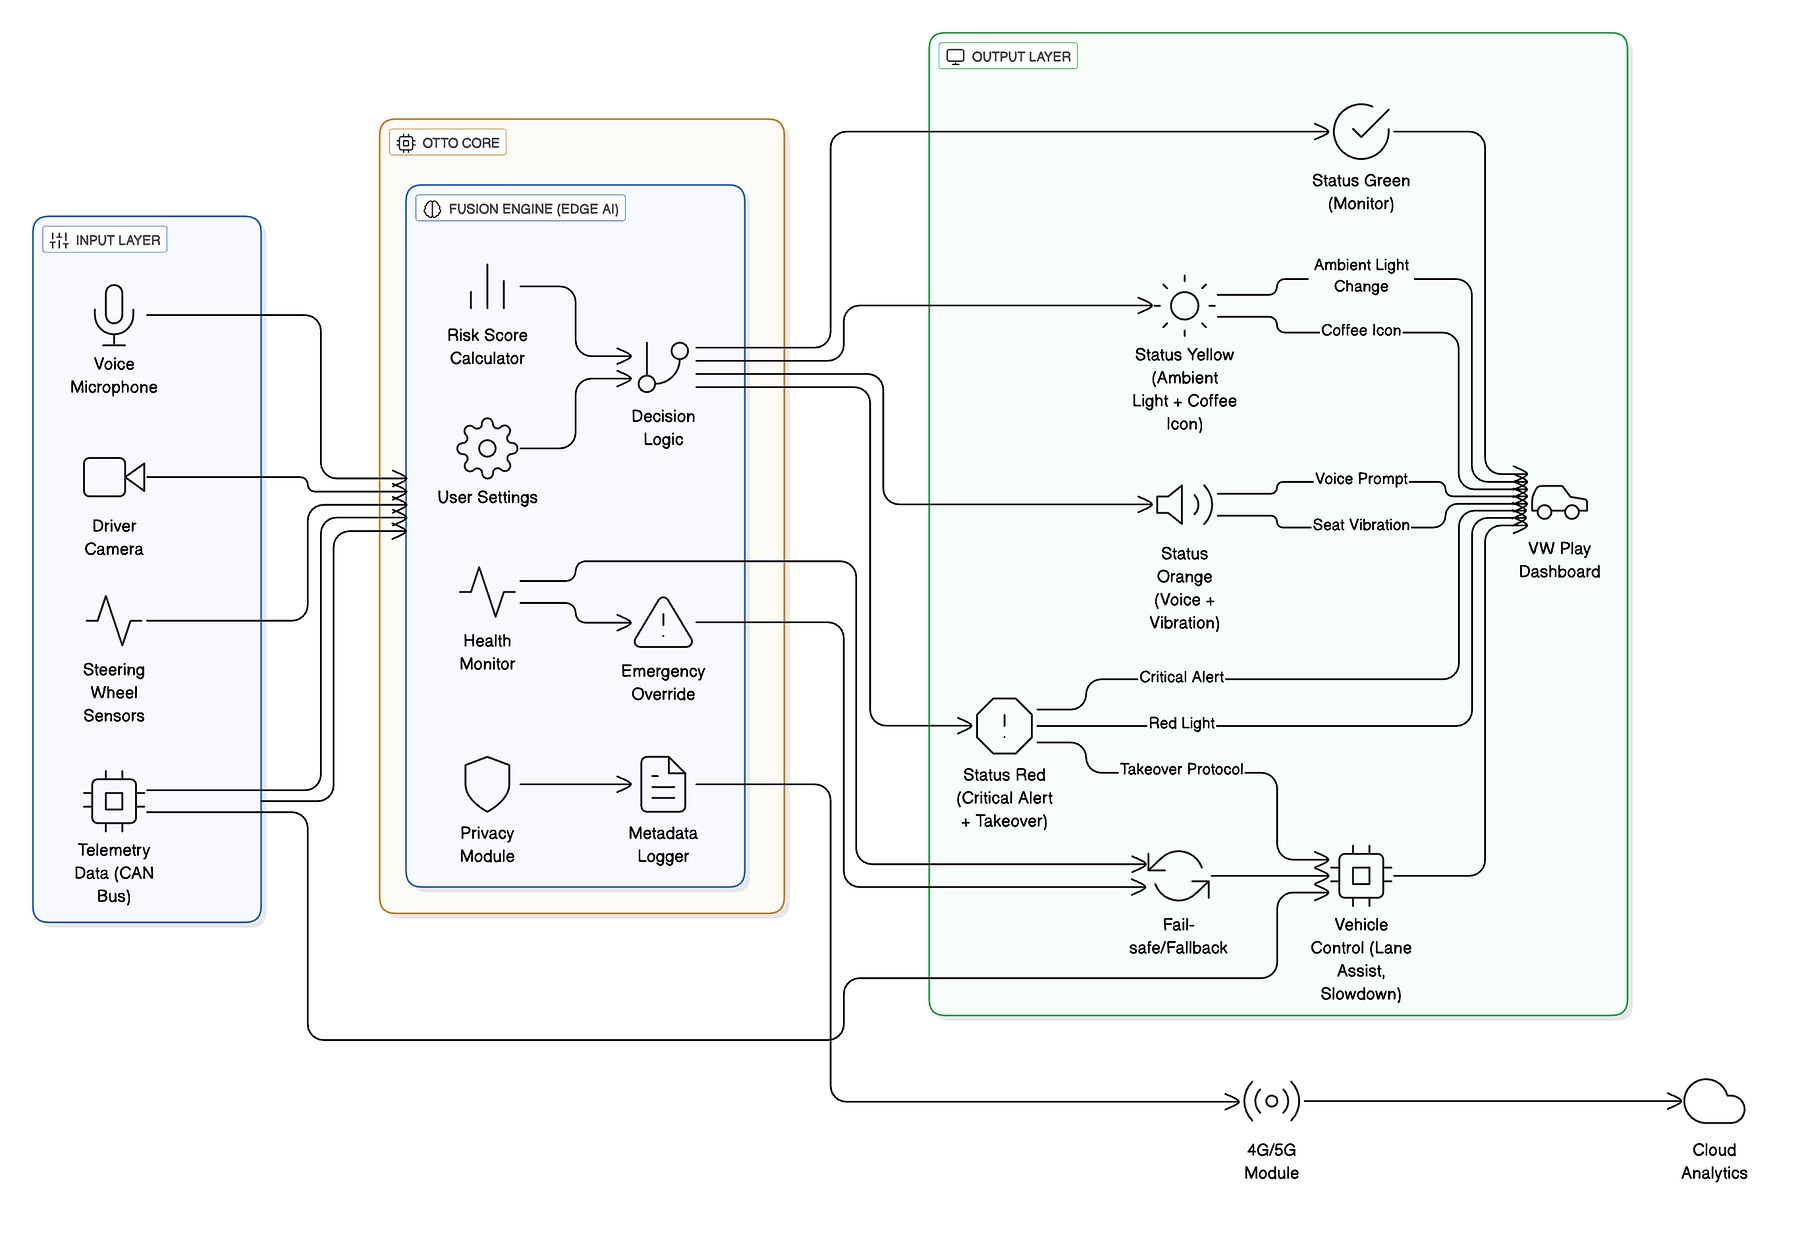 INPUT LAYER
Voice
Microphone
Driver
Camera
Steering
Wheel
Sensors
Telemetry
Data (CAN
Bus)
OTTO CORE
FUSION ENGINE (EDGE AI)
Risk Score
Calculator
Decision
Logic
User Settings
Health
Monitor
Emergency
Override
Privacy
Module
Metadata
Logger
OUTPUT LAYER
Status Green
(Monitor)
Ambient Light
Change
Coffee Icon
Status Yellow
(Ambient
Light + Coffee
Icon)
Voice Prompt
Seat Vibration
Status
Orange
(Voice +
Vibration)
VW Play
Dashboard
Critical Alert
Red Light
Takeover Protocol
Status Red
(Critical Alert
+ Takeover)
Fail-
safe/Fallback
Vehicle
Control (Lane
Assist,
Slowdown)
4G/5G
Module
Cloud
Analytics